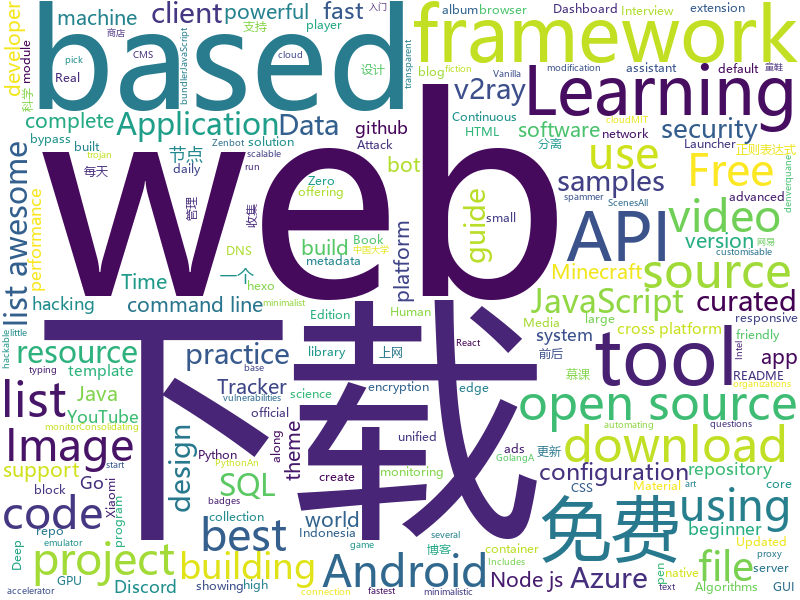 web
下载
based
framework
Learning
API
tool
免费
open source
Image
list
code
project
building
Android
best
download
source
video
Free
use
file
using
Azure
client
powerful
fast
machine
developer
complete
Application
Data
github
v2ray
software
security
samples
bot
guide
platform
version
Minecraft
JavaScript
curated
cross platform
system
app
list awesome
performance
hacking
command line
resource
practice
template
Java
YouTube
support
Tracker
theme
design
SQL
Go
world
Node js
configuration
repository
beginner
build
Time
DNS
节点
每天
管理
收集
一个
bypass
built
daily
Real
module
科学
CMS
商店
pick
Zenbot
trojan
bundlerJavaScript
支持
设计
cloud
player
transparent
album
browser
Dashboard
Interview
extension
入门
blog
fiction
assistant
default
Vanilla
modification
童鞋
Continuous
HTML
network
Launcher
README
cloudMIT
正则表达式
分离
solution
Attack
scalable
run
Zero
offering
metadata
Book
中国大学
small
advanced
denverquane
spammer
ScenesAll
网易
customisable
hexo
minimalist
Edition
Human
Media
large
responsive
library
上网
React
前后
friendly
official
encryption
edge
慕课
Intel
hackable
little
typing
base
vulnerabilities
science
unified
automating
organizations
monitorConsolidating
Python
along
ads
更新
questions
start
PythonAn
monitoring
GolangA
Algorithms
server
core
Xiaomi
create
block
container
CSS
Material
art
proxy
program
repo
badges
博客
Includes
native
pen
text
Updated
Deep
GPU
collection
game
several
emulator
Discord
showing
high
Indonesia
connection
fastest
minimalistic
GUI
accelerator